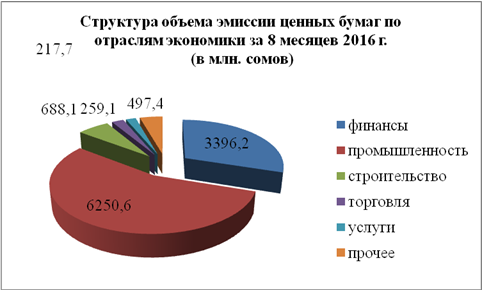 Структура объема эмиссии ценных бумаг по
отраслям экономики за 8 месяцев 2016 г.
(в млн. сомов)
217,7
688,1
259,1
497,4
3396,2
6250,6
финансы
промышленность
строительство
торговля
услуги
прочее